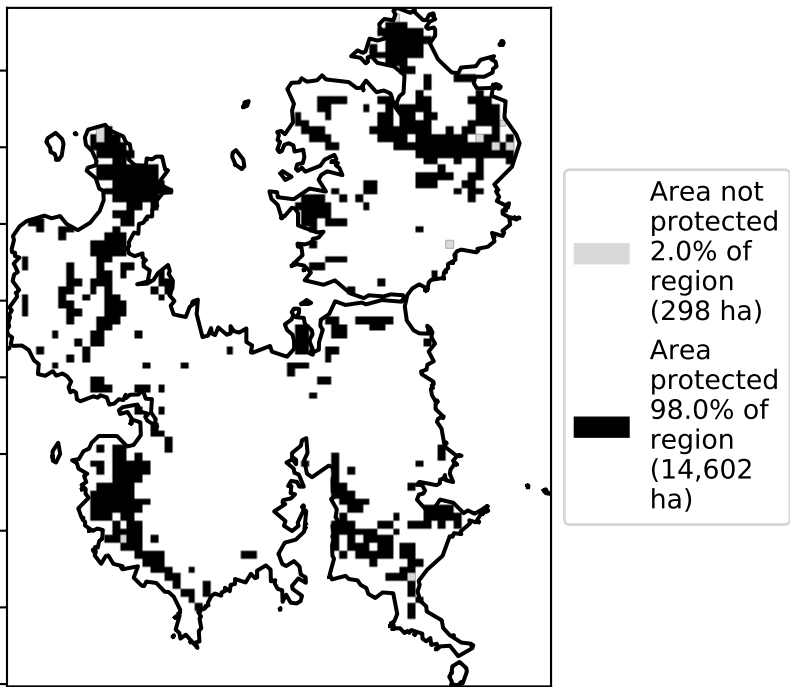 Area not
protected
2.0% of
region
(298 ha)
Area
protected
98.0% of
region
(14,602
ha)